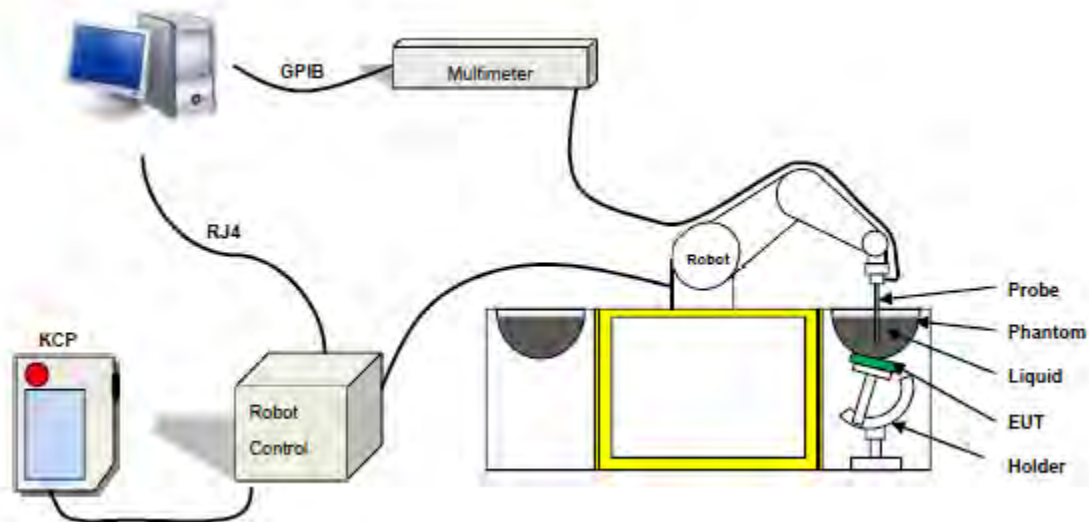 GPIB
Multimeter
RJ4
Robot
Probe
Phantom
KCP
Liquid
Robot
Control
EUT
Holder